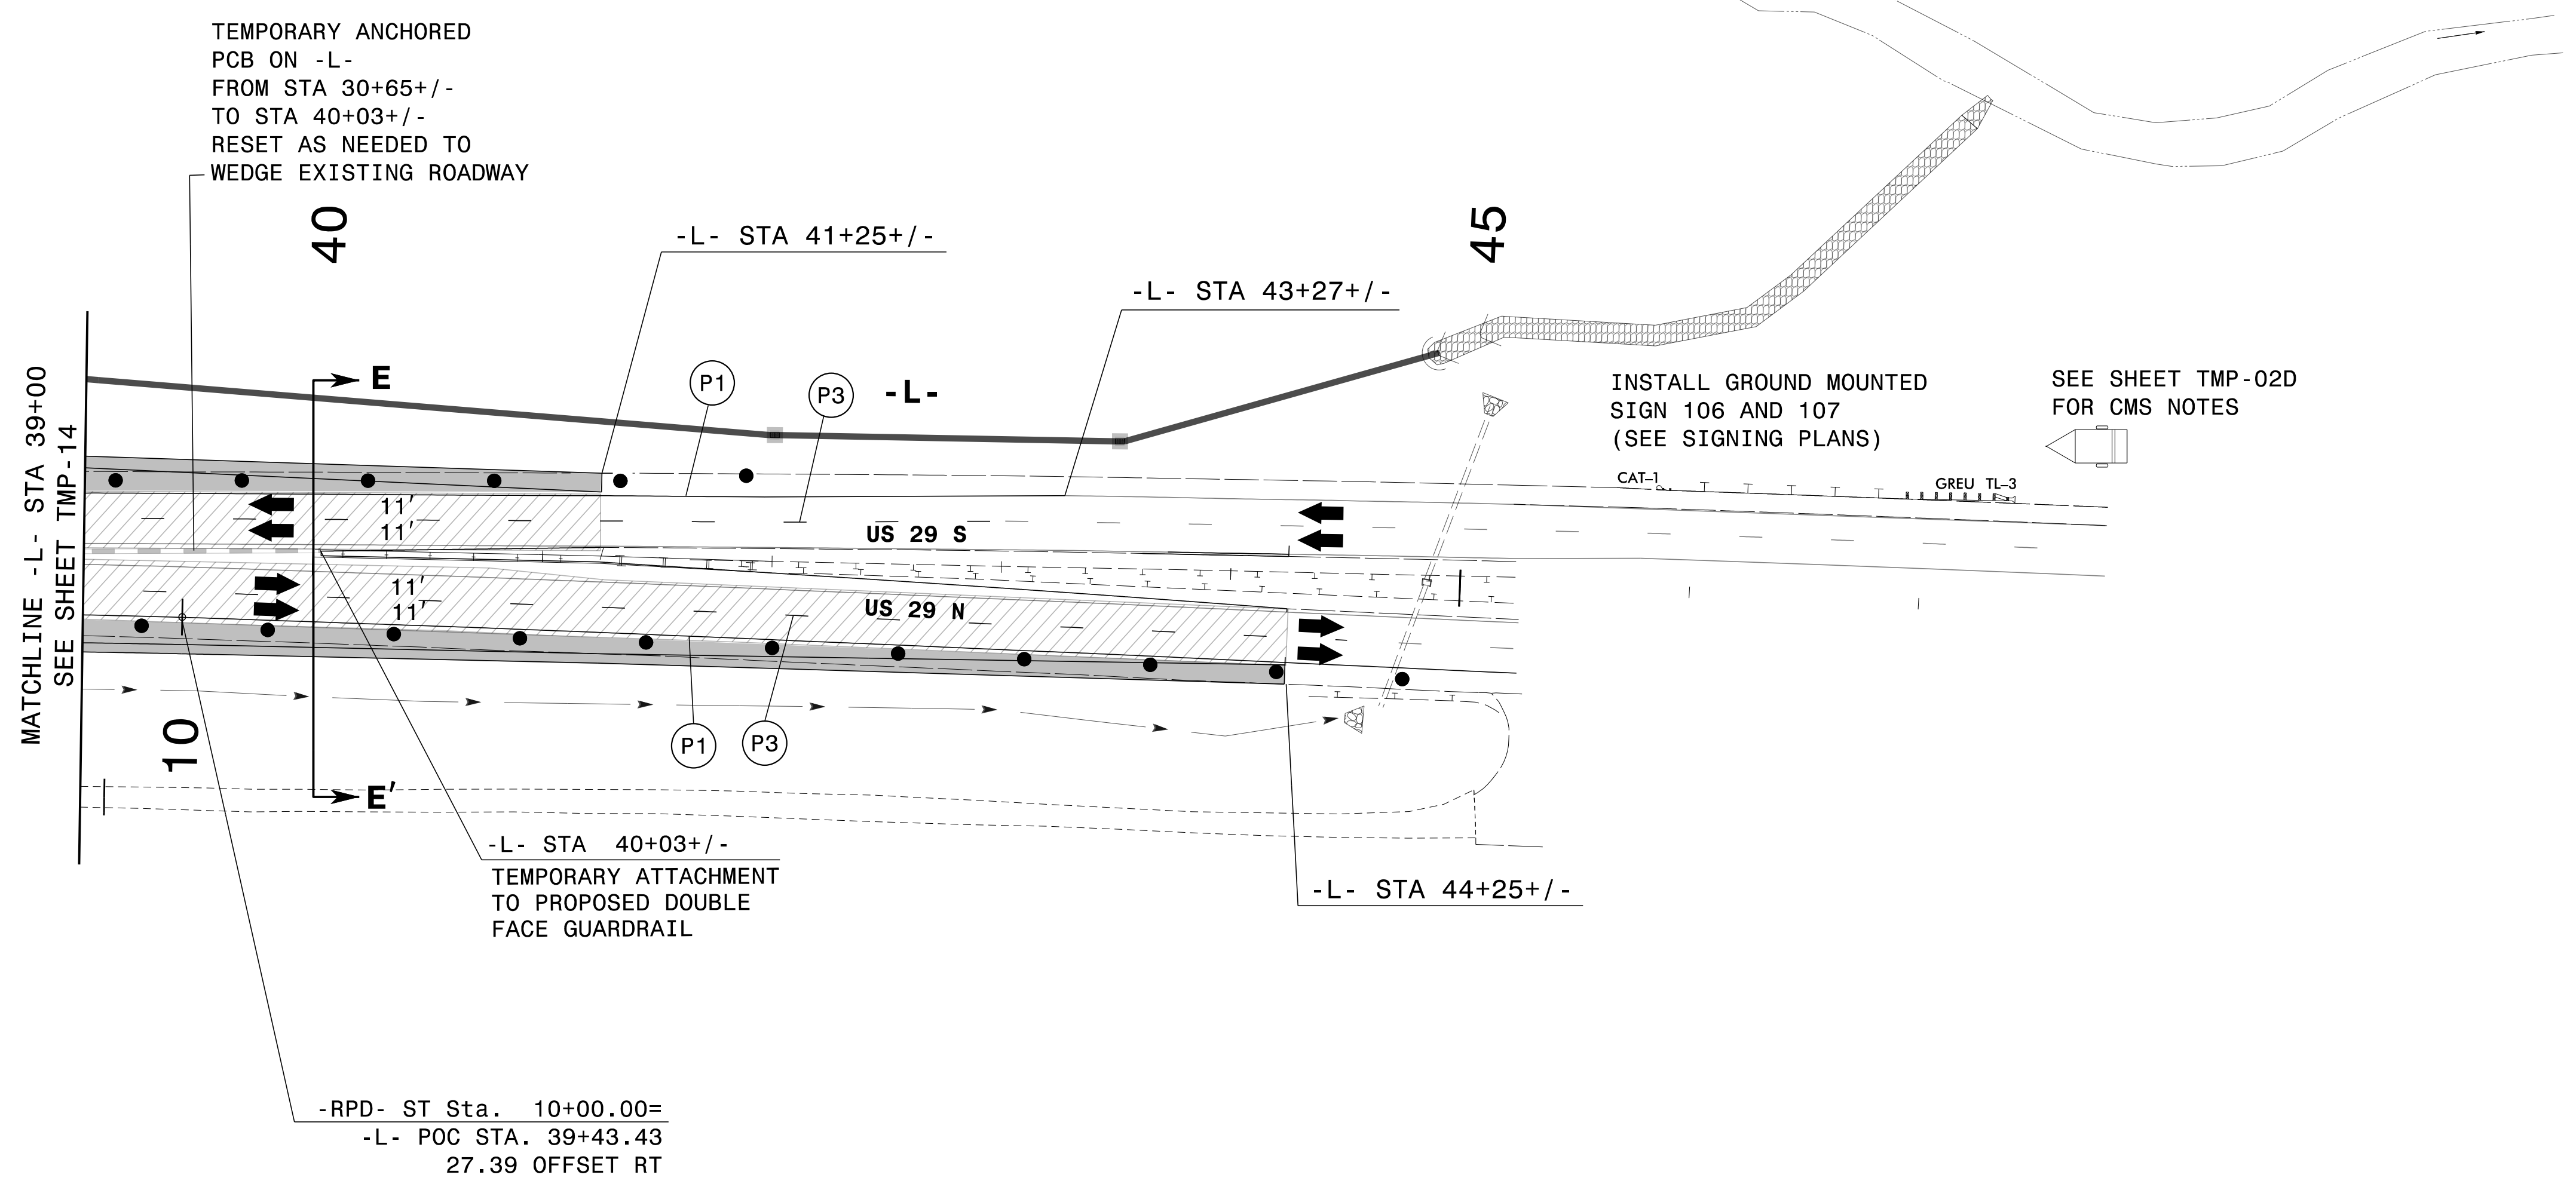 TEMPORARY ANCHORED
PCB ON -L-
FROM STA 30+65+/-
TO STA 40+03+/-
RESET AS NEEDED TO
WEDGE EXISTING ROADWAY
40
-L- STA 41+25+/-
45
-L- STA 43+27+/-
MATCHLINE -L- STA 39+00
SEE SHEET TMP-14
E
P1
P3
-L-
INSTALL GROUND MOUNTED
SIGN 106 AND 107
(SEE SIGNING PLANS)
SEE SHEET TMP-02D
FOR CMS NOTES
CAT-1
GREU TL-3
11'
11'
US 29 S
11'
11'
US 29 N
10
P1
P3
E'
-L- STA 40+03+/-
TEMPORARY ATTACHMENT
TO PROPOSED DOUBLE
FACE GUARDRAIL
-L- STA 44+25+/-
-RPD- ST Sta. 10+00.00=
-L- POC STA. 39+43.43
27.39 OFFSET RT